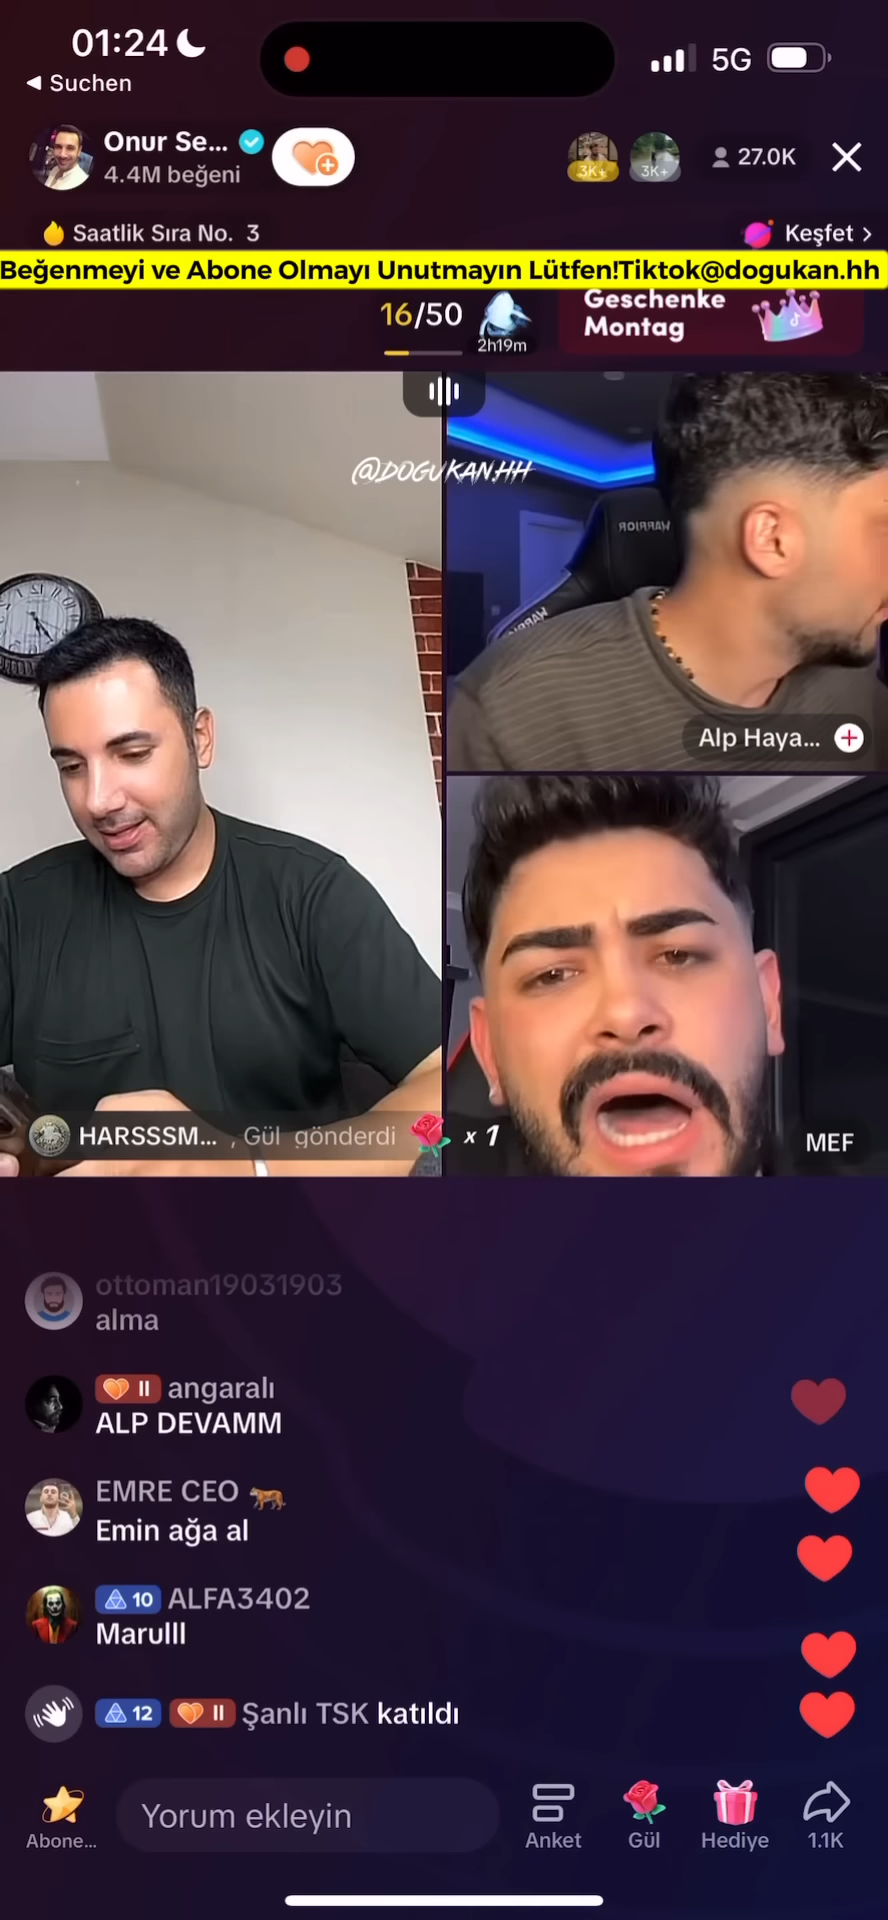 01:24
5G
◀ Suchen
Onur Se...
4.4M beğeni
3K+
3K+
27.0K
Saatlik Sıra No. 3
Keşfet >
Beğenmeyi ve Abone Olmayı Unutmayın Lütfen!Tiktok@dogukan.hh
16/50
2h19m
Geschenke
Montag
@DOGUKAN.HH
WARRIOR
Alp Haya...
HARSSSM... , Gül gönderdi x 1
MEF
ottoman19031903
alma
II angaralı
ALP DEVAMM
EMRE CEO
Emin ağa al
10 ALFA3402
Marulll
12 II Şanlı TSK katıldı
Abone...
Yorum ekleyin
Anket
Gül
Hediye
1.1K